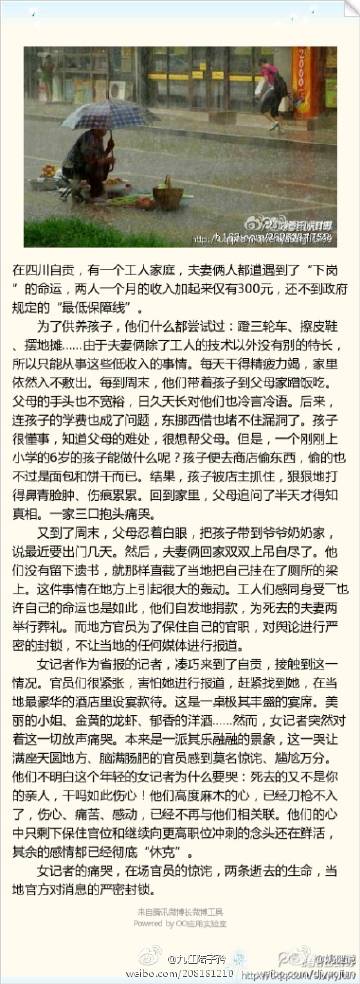 在四川自贡，有一个工人家庭，夫妻俩人都遭遇到了“下岗
”的命运，两人一个月的收入加起来仅有300元，还不到政府
规定的“最低保障线”。
为了供养孩子，他们什么都尝试过：蹬三轮车、擦皮鞋
、摆地摊……由于夫妻俩除了工人的技术以外没有别的特长，
所以只能从事这些低收入的事情。每天干得精疲力竭，家里
依然入不敷出。每到周末，他们带着孩子到父母家蹭饭吃。
父母的手头也不宽裕，日久天长对他们也冷言冷语。后来，
连孩子的学费也成了问题，东挪西借也堵不住漏洞了。孩子
很懂事，知道父母的难处，很想帮父母。但是，一个刚刚上
小学的6岁的孩子能做什么呢？孩子便去商店偷东西，偷的也
不过是面包和饼干而已。结果，孩子被店主抓住，狠狠地打
得鼻青脸肿、伤痕累累。回到家里，父母追问了半天才得知
真相。一家三口抱头痛哭。
又到了周末，父母忍着白眼，把孩子带到爷爷奶奶家，
说最近要出门几天。然后，夫妻俩回家双双上吊自尽了。他
们没有留下遗书，就那样直截了当地把自己挂在了厕所的梁
上。这件事情在地方上引起很大的轰动。工人们感同身受——也
许自己的命运也是如此，他们自发地捐款，为死去的夫妻两
举行葬礼。而地方官员为了保住自己的官职，对舆论进行严
密的封锁，不让当地的任何媒体进行报道。
女记者作为省报的记者，凑巧来到了自贡，接触到这一
情况。官员们很紧张，害怕她进行报道，赶紧找到她，在当
地最豪华的酒店里设宴款待。这是一桌极其丰盛的宴席。美
丽的小姐、金黄的龙虾、郁香的洋酒……然而，女记者突然对
着这一切放声痛哭。本来是一派其乐融融的景象，这一哭让
满座天圆地方、脑满肠肥的官员感到莫名惊诧、尴尬万分。
他们不明白这个年轻的女记者为什么要哭：死去的又不是你
的亲人，干吗如此伤心！他们高度麻木的心，已经刀枪不入
了，伤心、痛苦、感动，已经不再与他们相关联。他们的心
中只剩下保住官位和继续向更高职位冲刺的念头还在鲜活，
其余的感情都已经彻底“休克”。
女记者的痛哭，在场官员的惊诧，两条逝去的生命，当
地官方对消息的严密封锁。
来自腾讯微博长微博工具
Powered by QQ应用实验室
@九江陆子鸿
weibo.com/208181210